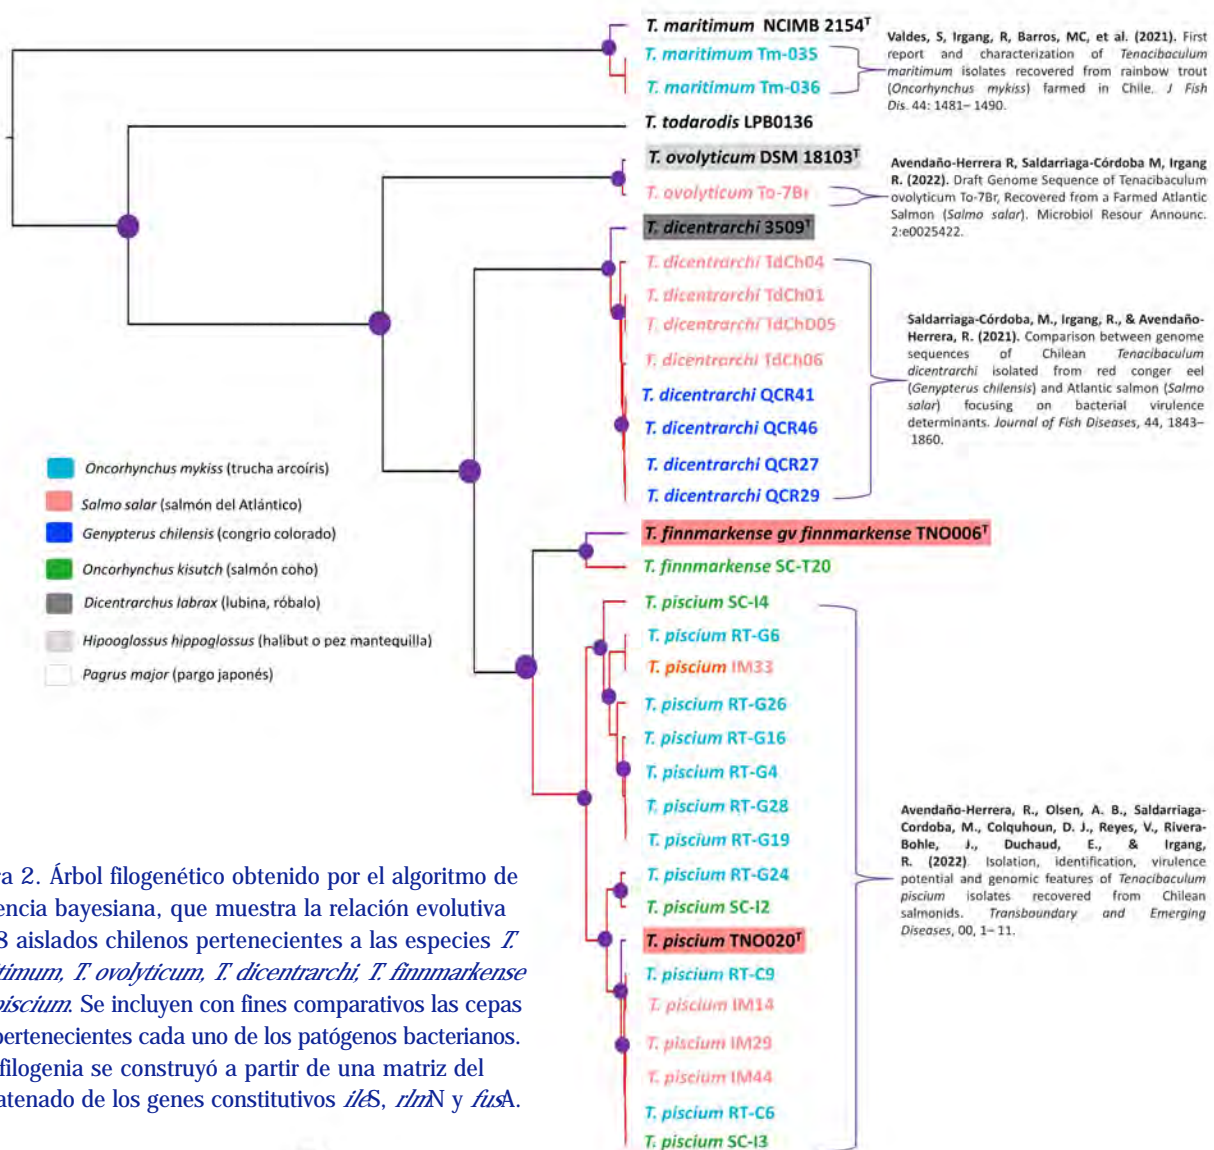 T. maritimum NCIMB 2154ᵀ
T. maritimum Tm-035
T. maritimum Tm-036
Valdes, S, Irgang, R, Barros, MC, et al. (2021). First
report and characterization of Tenacibaculum
maritimum isolates recovered from rainbow trout
(Oncorhynchus mykiss) farmed in Chile. J Fish
Dis. 44: 1481– 1490.
T. todarodis LPB0136
T. ovolyticum DSM 18103ᵀ
T. ovolyticum To-7Br
Avendaño-Herrera R, Saldarriaga-Córdoba M, Irgang
R. (2022). Draft Genome Sequence of Tenacibaculum
ovolyticum To-7Br, Recovered from a Farmed Atlantic
Salmon (Salmo salar). Microbiol Resour Announc.
2:e0025422.
T. dicentrarchi 3509ᵀ
T. dicentrarchi TdCh04
T. dicentrarchi TdCh01
T. dicentrarchi TdChD05
T. dicentrarchi TdCh06
T. dicentrarchi QCR41
T. dicentrarchi QCR46
T. dicentrarchi QCR27
T. dicentrarchi QCR29
Saldarriaga-Córdoba, M., Irgang, R., & Avendaño-
Herrera, R. (2021). Comparison between genome
sequences of Chilean Tenacibaculum
dicentrarchi isolated from red conger eel
(Genypterus chilensis) and Atlantic salmon (Salmo
salar) focusing on bacterial virulence
determinants. Journal of Fish Diseases, 44, 1843–
1860.
Oncorhynchus mykiss (trucha arcoíris)
Salmo salar (salmón del Atlántico)
Genypterus chilensis (congrio colorado)
Oncorhynchus kisutch (salmón coho)
Dicentrarchus labrax (lubina, róbalo)
Hipooglossus hippoglossus (halibut o pez mantequilla)
Pagrus major (pargo japonés)
T. finnmarkense gv finnmarkense TNO006ᵀ
T. finnmarkense SC-T20
T. piscium SC-I4
T. piscium RT-G6
T. piscium IM33
T. piscium RT-G26
T. piscium RT-G16
T. piscium RT-G4
T. piscium RT-G28
T. piscium RT-G19
T. piscium RT-G24
T. piscium SC-I2
T. piscium TNO020ᵀ
T. piscium RT-C9
T. piscium IM14
T. piscium IM29
T. piscium IM44
T. piscium RT-C6
T. piscium SC-I3
Avendaño-Herrera, R., Olsen, A. B., Saldarriaga-
Cordoba, M., Colquhoun, D. J., Reyes, V., Rivera-
Bohle, J., Duchaud, E., & Irgang,
R. (2022). Isolation, identification, virulence
potential and genomic features of Tenacibaculum
piscium isolates recovered from Chilean
salmonids. Transboundary and Emerging
Diseases, 00, 1– 11.
ra 2. Árbol filogenético obtenido por el algoritmo de
encia bayesiana, que muestra la relación evolutiva
8 aislados chilenos pertenecientes a las especies T.
timum, T. ovolyticum, T. dicentrarchi, T. finnmarkense
piscium. Se incluyen con fines comparativos las cepas
pertenecientes cada uno de los patógenos bacterianos.
filogenia se construyó a partir de una matriz del
atenado de los genes constitutivos ileS, rlmN y fusA.